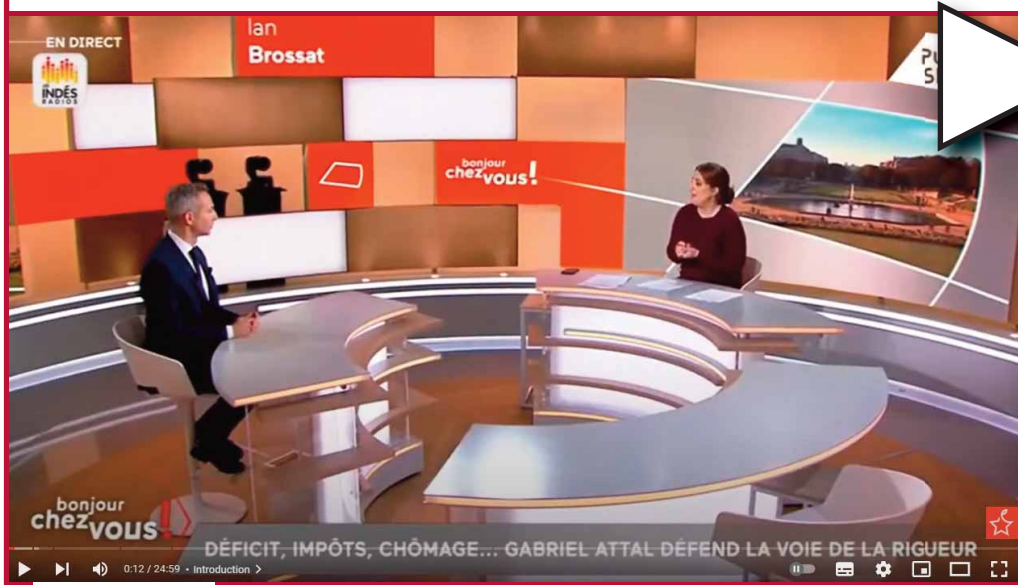 EN DIRECT
Ian
Brossat
LES
INDÉS
RADIOS
bonjour
chez vous!
bonjour
chez vous!
DÉFICIT, IMPÔTS, CHÔMAGE... GABRIEL ATTAL DÉFEND LA VOIE DE LA RIGUEUR
0:12 / 24:59 • Introduction >